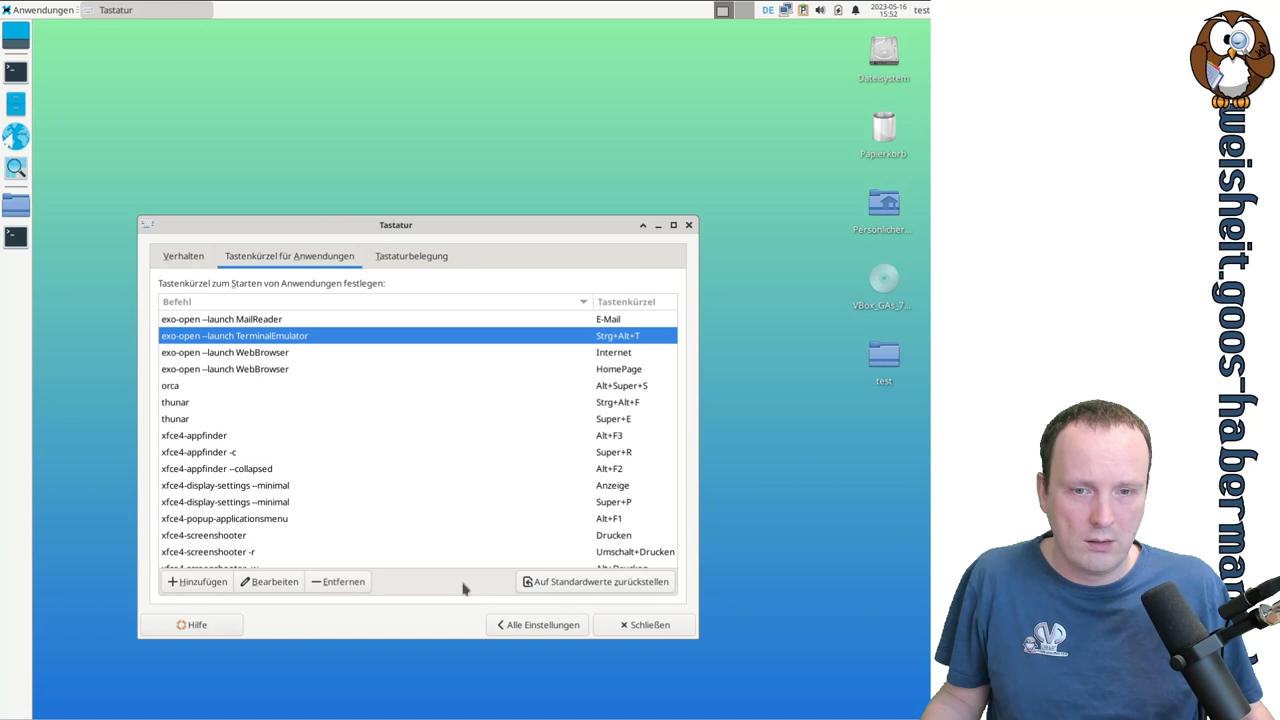 Anwendungen
Tastatur
DE
2023-05-16
15:52
test
Dateisystem
Papierkorb
Persönlicher...
VBox_GAs_7...
test
Tastatur
Verhalten
Tastenkürzel für Anwendungen
Tastaturbelegung
Tastenkürzel zum Starten von Anwendungen festlegen:
Befehl Tastenkürzel
exo-open --launch MailReader E-Mail
exo-open --launch TerminalEmulator Strg+Alt+T
exo-open --launch WebBrowser Internet
exo-open --launch WebBrowser HomePage
orca Alt+Super+S
thunar Strg+Alt+F
thunar Super+E
xfce4-appfinder Alt+F3
xfce4-appfinder -c Super+R
xfce4-appfinder --collapsed Alt+F2
xfce4-display-settings --minimal Anzeige
xfce4-display-settings --minimal Super+P
xfce4-popup-applicationsmenu Alt+F1
xfce4-screenshooter Drucken
xfce4-screenshooter -r Umschalt+Drucken
Hinzufügen
Bearbeiten
Entfernen
Auf Standardwerte zurückstellen
Hilfe
Alle Einstellungen
Schließen
weisheit.goos-haberman